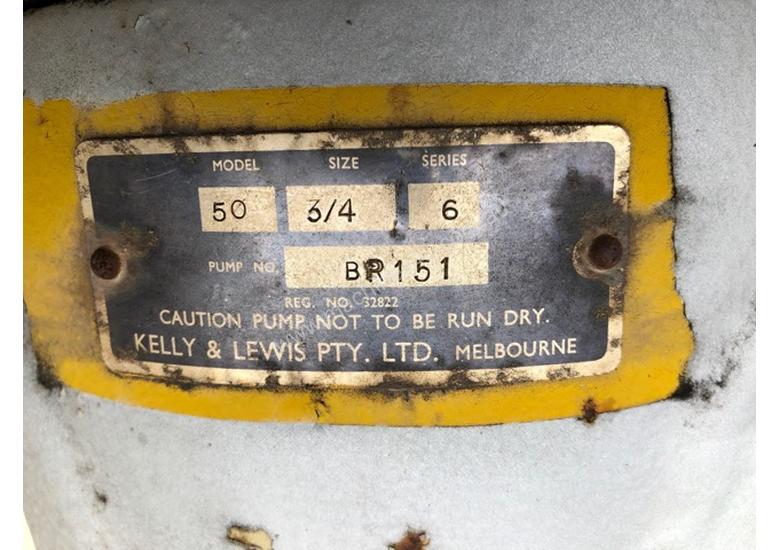 MODEL SIZE SERIES
50 3/4 6
PUMP NO. BR151
REG. NO. 32822
CAUTION PUMP NOT TO BE RUN DRY.
KELLY & LEWIS PTY. LTD. MELBOURNE